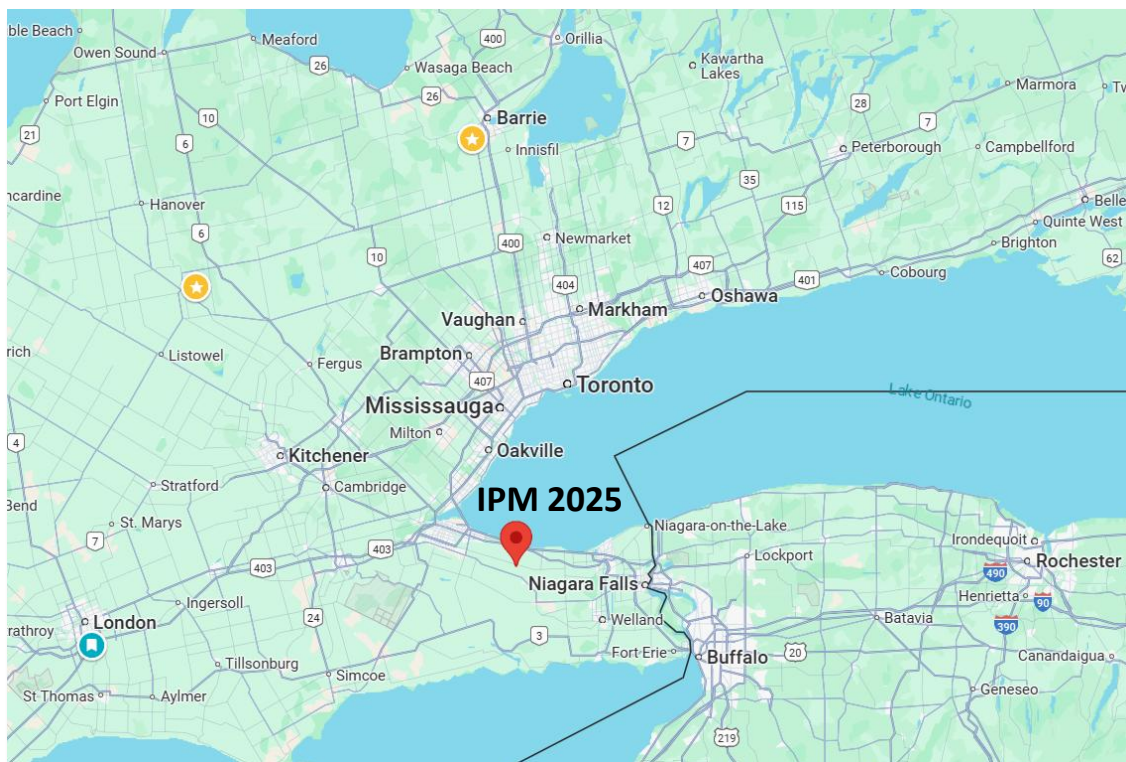 ble Beach
Owen Sound
Meaford
400
Orillia
26
Wasaga Beach
Kawartha
Lakes
Marmora
Tw
Port Elgin
10
26
Barrie
28
7
21
6
Innisfil
7
Peterborough
Campbellford
ncardine
Hanover
35
Belle
12
115
Quinte West
6
400
Newmarket
Brighton
10
407
401
62
404
Cobourg
Oshawa
Markham
Vaughan
rich
Listowel
Fergus
Brampton
407
Toronto
Lake Ontario
Mississauga
4
Milton
Kitchener
Oakville
Stratford
Cambridge
IPM 2025
Bend
St. Marys
Niagara-on-the-Lake
7
403
Lockport
Irondequoit
403
Rochester
490
Niagara Falls
Henrietta
90
Ingersoll
24
London
Welland
Batavia
390
rathroy
3
Fort Erie
Buffalo
20
Canandaigua
Tillsonburg
Simcoe
St Thomas
Aylmer
Geneseo
219